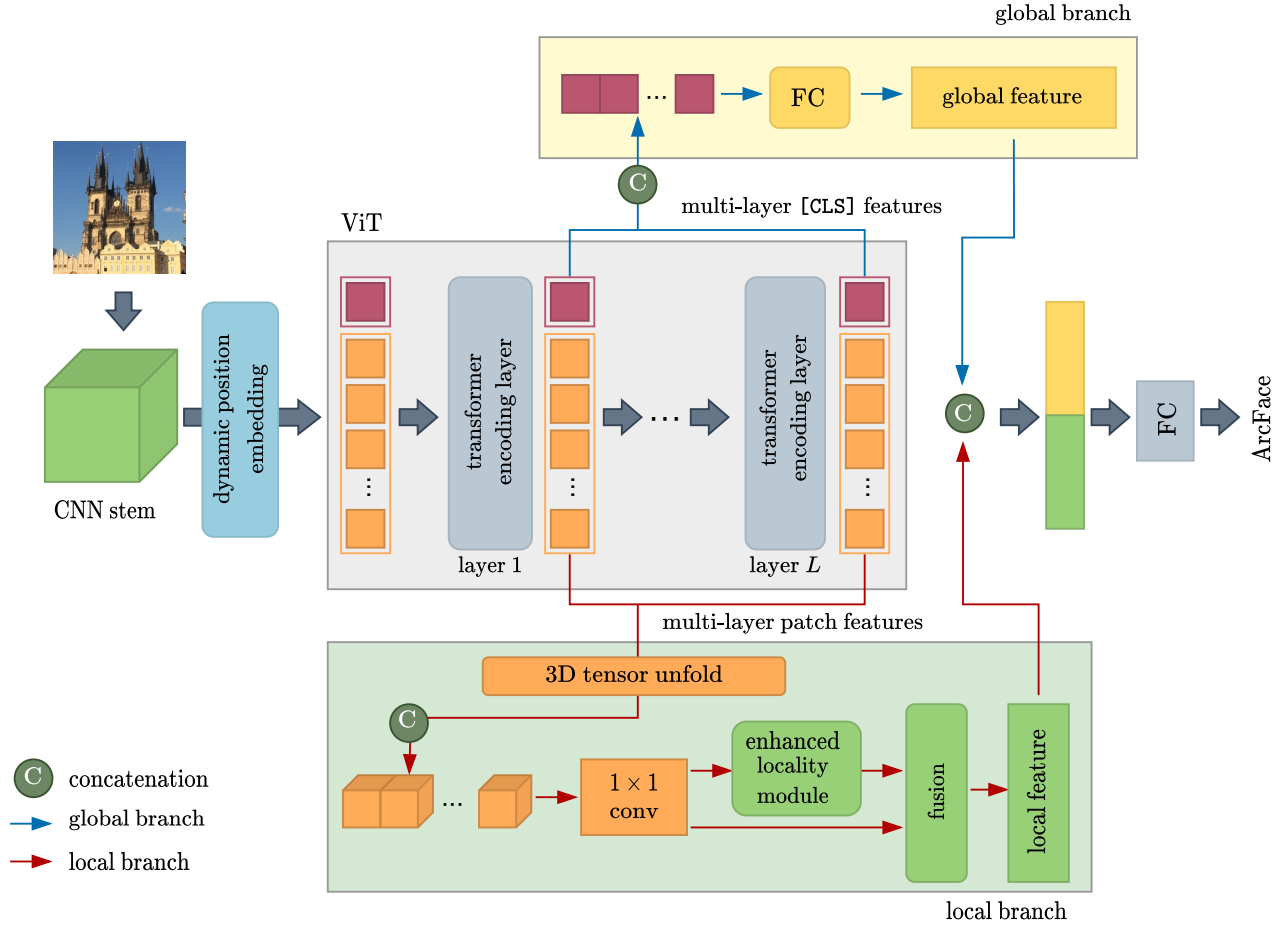 global branch
FC
global feature
C
multi-layer [CLS] features
ViT
dynamic position
embedding
transformer
encoding layer
...
transformer
encoding layer
C
FC
ArcFace
CNN stem
layer 1
layer L
multi-layer patch features
3D tensor unfold
C
enhanced
locality
module
1 × 1
conv
fusion
local feature
C
concatenation
global branch
local branch
local branch